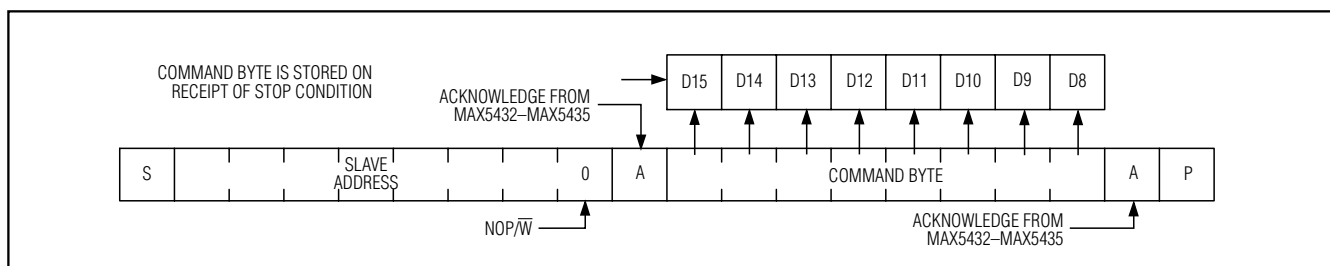 COMMAND BYTE IS STORED ON
RECEIPT OF STOP CONDITION
D15 D14 D13 D12 D11 D10 D9 D8
ACKNOWLEDGE FROM
MAX5432–MAX5435
S SLAVE ADDRESS 0 A COMMAND BYTE A P
NOP/W̅
ACKNOWLEDGE FROM
MAX5432–MAX5435